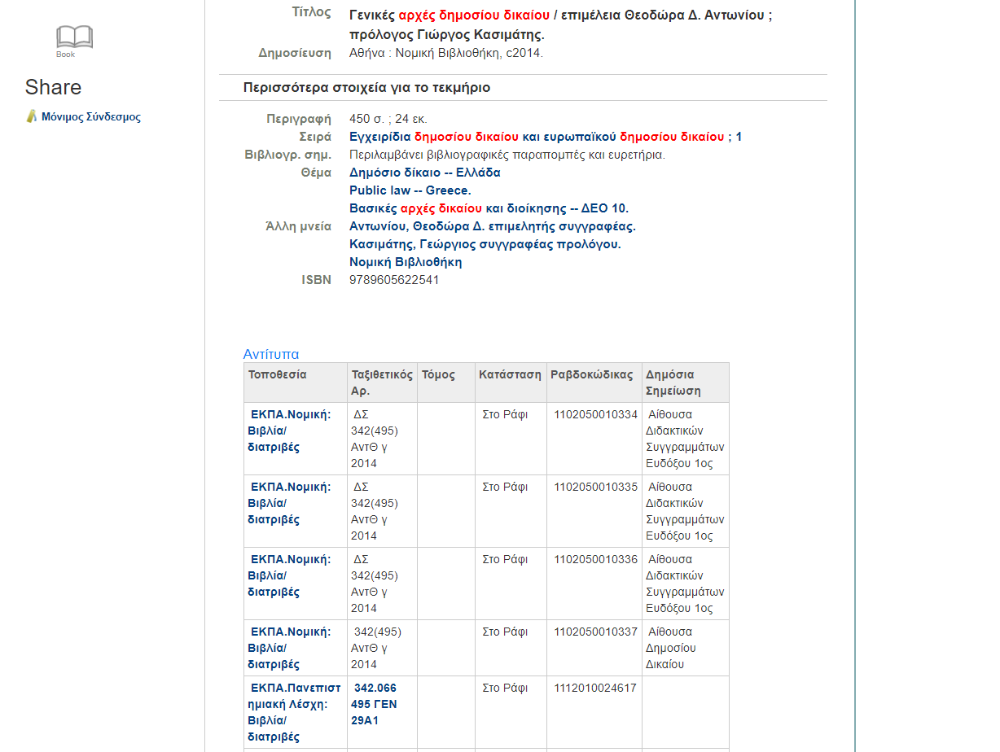 Book
Share
Μόνιμος Σύνδεσμος
Τίτλος Γενικές αρχές δημοσίου δικαίου / επιμέλεια Θεοδώρα Δ. Αντωνίου ;
πρόλογος Γιώργος Κασιμάτης.
Δημοσίευση Αθήνα : Νομική Βιβλιοθήκη, c2014.
Περισσότερα στοιχεία για το τεκμήριο
Περιγραφή 450 σ. ; 24 εκ.
Σειρά Εγχειρίδια δημοσίου δικαίου και ευρωπαϊκού δημοσίου δικαίου ; 1
Βιβλιογρ. σημ. Περιλαμβάνει βιβλιογραφικές παραπομπές και ευρετήρια.
Θέμα Δημόσιο δίκαιο -- Ελλάδα
Public law -- Greece.
Βασικές αρχές δικαίου και διοίκησης -- ΔΕΟ 10.
Άλλη μνεία Αντωνίου, Θεοδώρα Δ. επιμελητής συγγραφέας.
Κασιμάτης, Γεώργιος συγγραφέας προλόγου.
Νομική Βιβλιοθήκη
ISBN 9789605622541
Αντίτυπα
Τοποθεσία Ταξιθετικός Τόμος Κατάσταση Ραβδοκώδικας Δημόσια
Αρ. Σημείωση
ΕΚΠΑ.Νομική: ΔΣ Στο Ράφι 1102050010334 Αίθουσα
Βιβλία/ 342(495) Διδακτικών
διατριβές ΑντΘ γ Συγγραμμάτων
2014 Ευδόξου 1ος
ΕΚΠΑ.Νομική: ΔΣ Στο Ράφι 1102050010335 Αίθουσα
Βιβλία/ 342(495) Διδακτικών
διατριβές ΑντΘ γ Συγγραμμάτων
2014 Ευδόξου 1ος
ΕΚΠΑ.Νομική: ΔΣ Στο Ράφι 1102050010336 Αίθουσα
Βιβλία/ 342(495) Διδακτικών
διατριβές ΑντΘ γ Συγγραμμάτων
2014 Ευδόξου 1ος
ΕΚΠΑ.Νομική: 342(495) Στο Ράφι 1102050010337 Αίθουσα
Βιβλία/ ΑντΘ γ Δημοσίου
διατριβές 2014 Δικαίου
ΕΚΠΑ.Πανεπιστ 342.066 Στο Ράφι 1112010024617
ημιακή Λέσχη: 495 ΓΕΝ
Βιβλία/ 29Α1
διατριβές